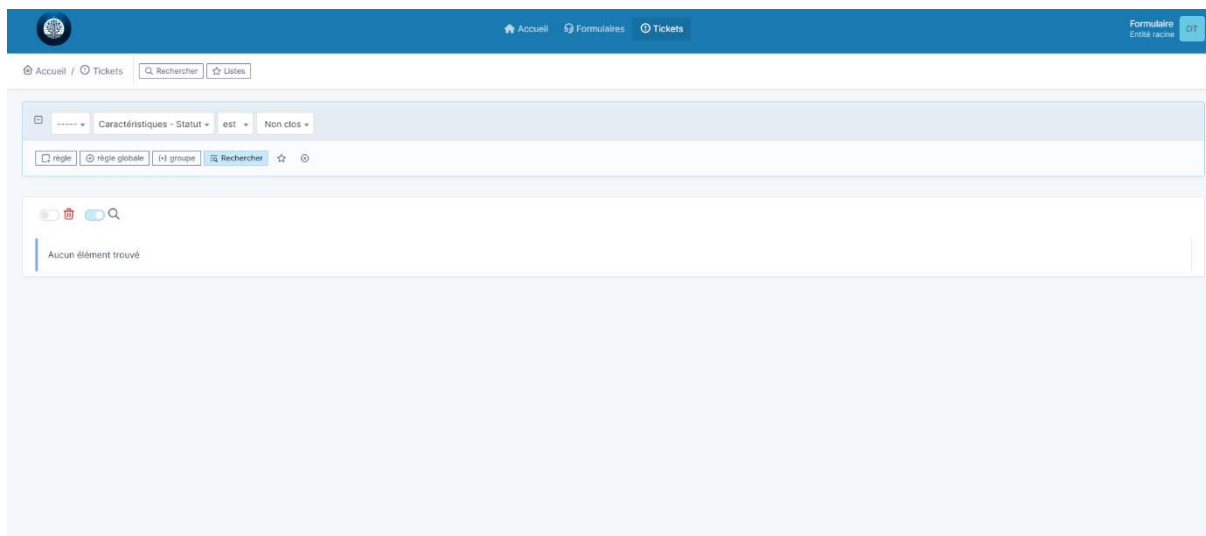 Accueil Formulaires Tickets
Formulaire
Entité racine
DT
Accueil / Tickets Rechercher Listes
----- Caractéristiques - Statut est Non clos
règle règle globale (+) groupe Rechercher
Aucun élément trouvé